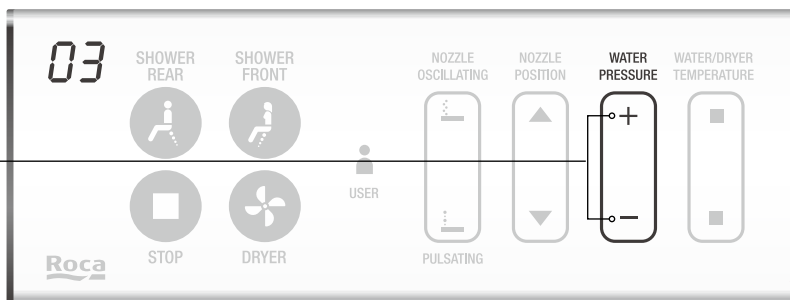 03
SHOWER
REAR
SHOWER
FRONT
NOZZLE
OSCILLATING
NOZZLE
POSITION
WATER
PRESSURE
WATER/DRYER
TEMPERATURE
+
USER
−
STOP
DRYER
PULSATING
Roca